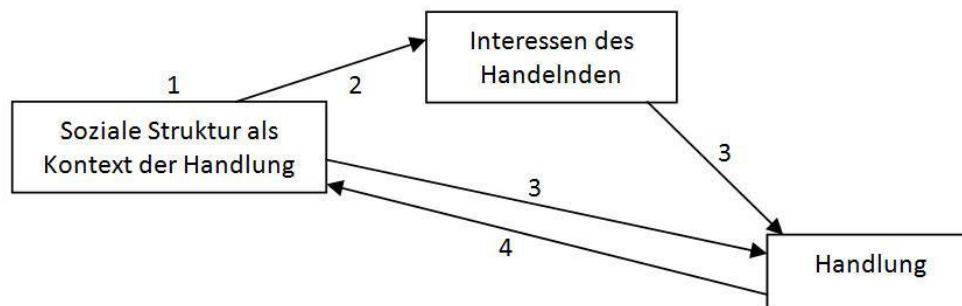 Interessen des
Handelnden
1
2
Soziale Struktur als
Kontext der Handlung
3
3
4
Handlung